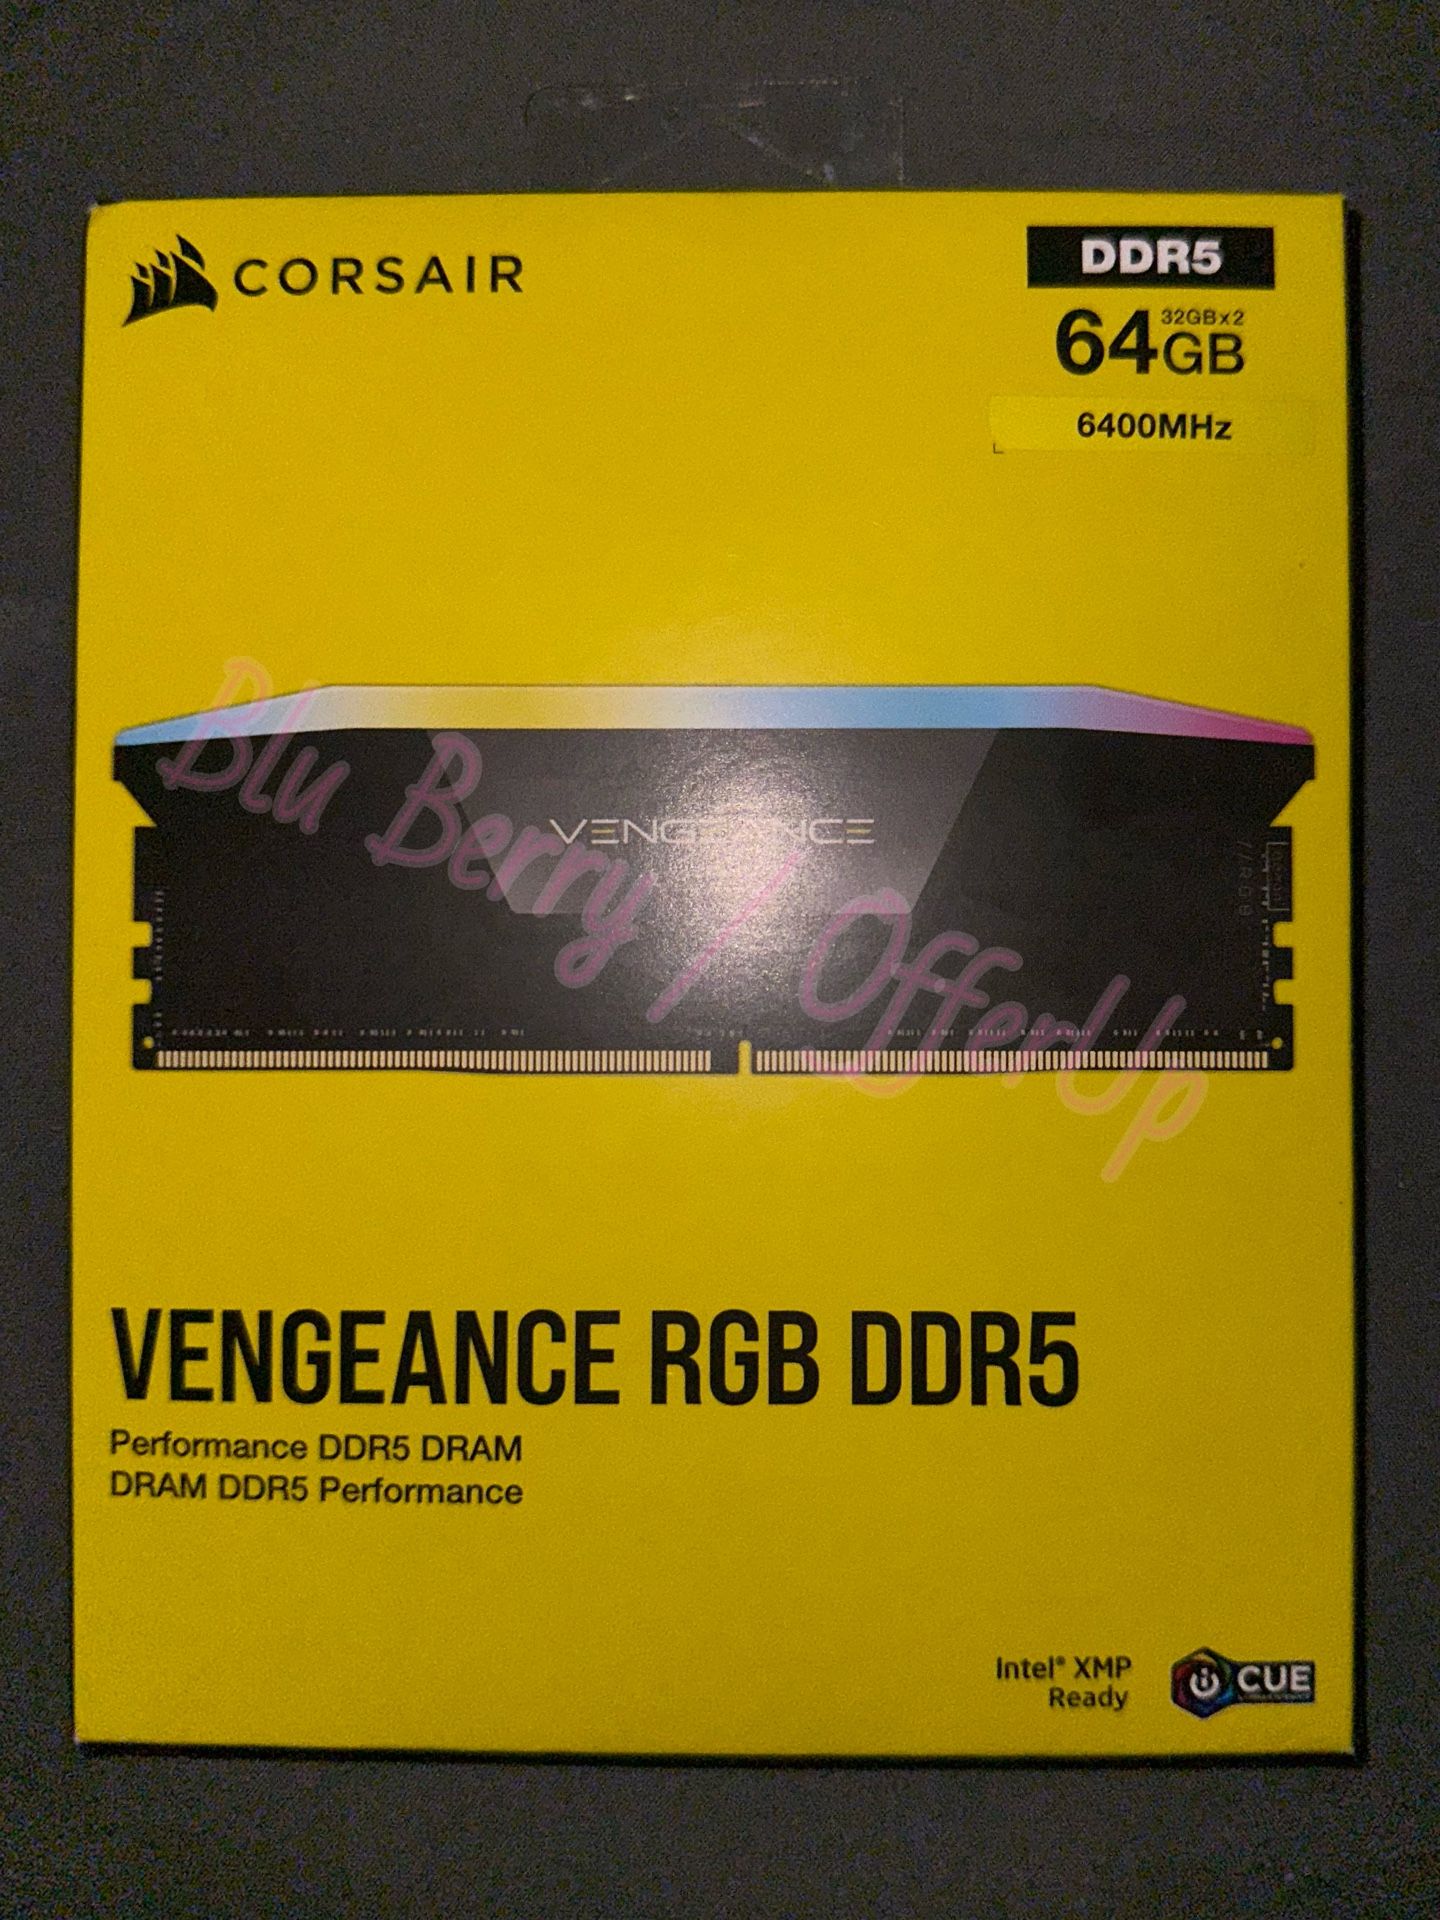 CORSAIR
DDR5
32GBx2
64GB
6400MHz
VENGEANCE
Blu Berry / OfferUp
VENGEANCE RGB DDR5
Performance DDR5 DRAM
DRAM DDR5 Performance
Intel® XMP
Ready
iCUE